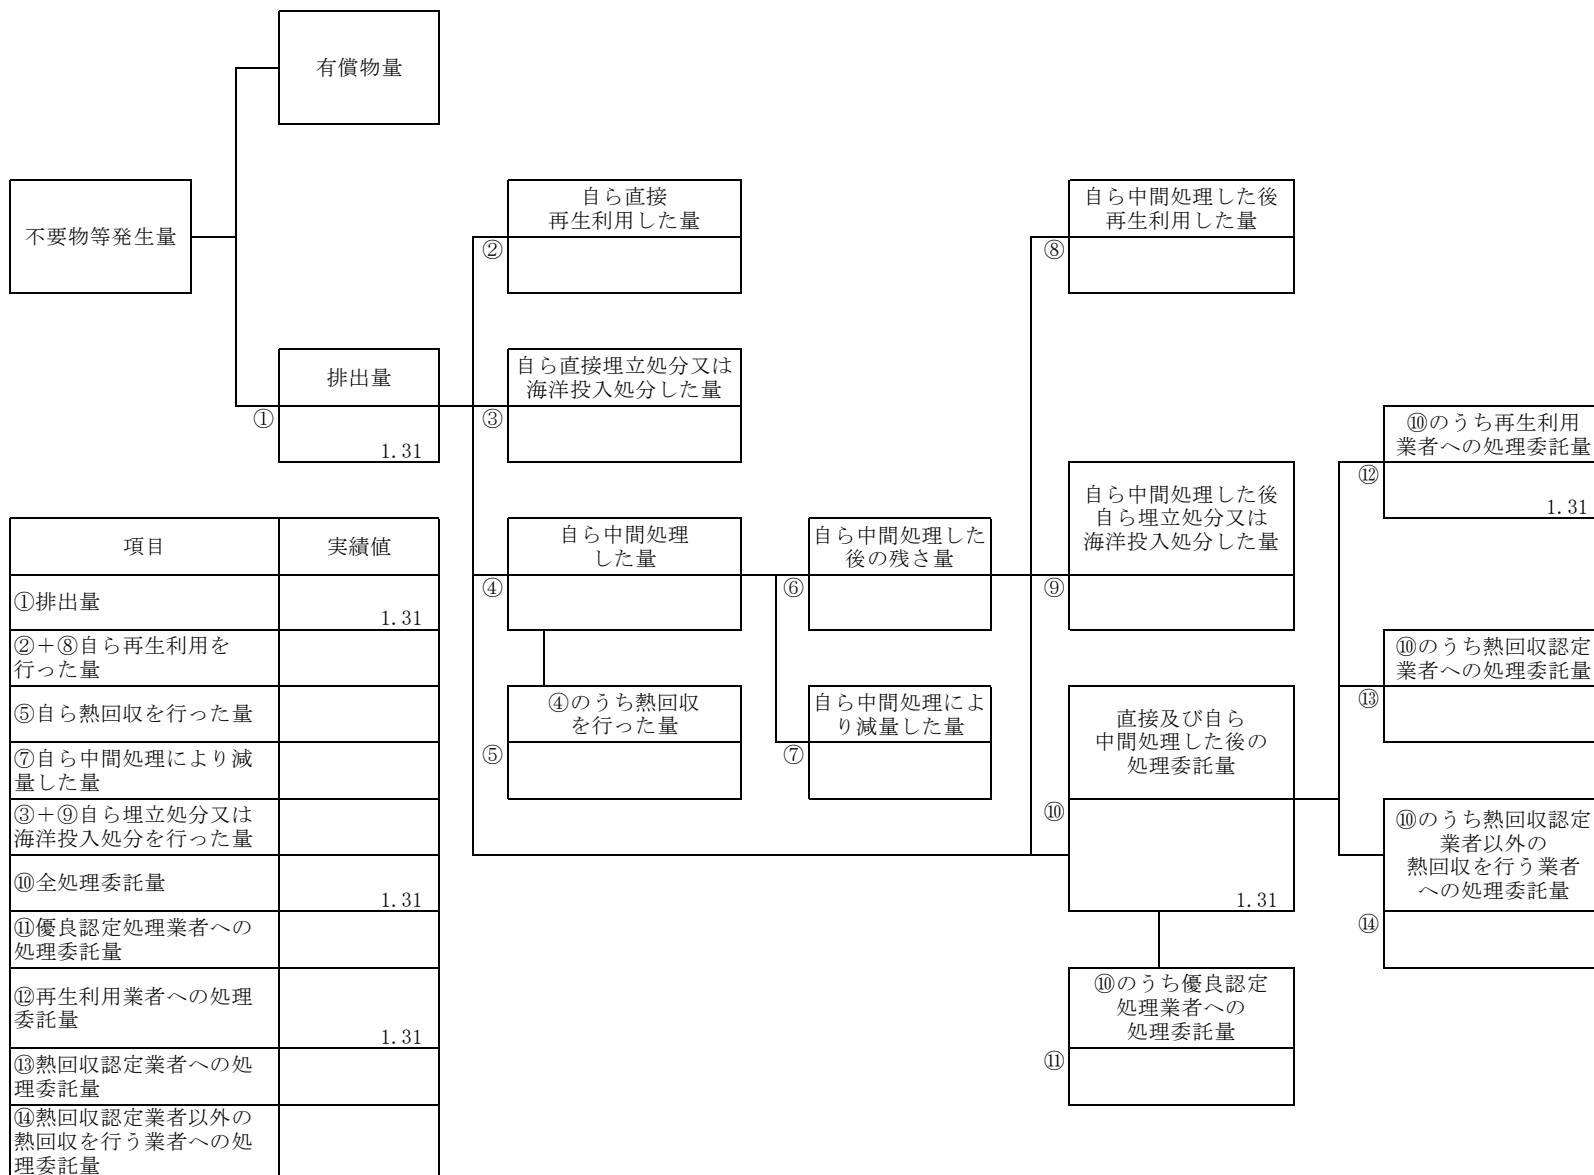 有償物量
不要物等発生量
自ら直接
再生利用した量
②
自ら中間処理した後
再生利用した量
⑧
排出量
①
1.31
自ら直接埋立処分又は
海洋投入処分した量
③
⑩のうち再生利用
業者への処理委託量
⑫
1.31
自ら中間処理
した量
④
自ら中間処理した
後の残さ量
⑥
自ら中間処理した後
自ら埋立処分又は
海洋投入処分した量
⑨
⑩のうち熱回収認定
業者への処理委託量
⑬
④のうち熱回収
を行った量
⑤
自ら中間処理によ
り減量した量
⑦
直接及び自ら
中間処理した後の
処理委託量
⑩
1.31
⑩のうち熱回収認定
業者以外の
熱回収を行う業者
への処理委託量
⑭
⑩のうち優良認定
処理業者への
処理委託量
⑪
項目
実績値
①排出量
1.31
②＋⑧自ら再生利用を
行った量
⑤自ら熱回収を行った量
⑦自ら中間処理により減
量した量
③＋⑨自ら埋立処分又は
海洋投入処分を行った量
⑩全処理委託量
1.31
⑪優良認定処理業者への
処理委託量
⑫再生利用業者への処理
委託量
1.31
⑬熱回収認定業者への処
理委託量
⑭熱回収認定業者以外の
熱回収を行う業者への処
理委託量